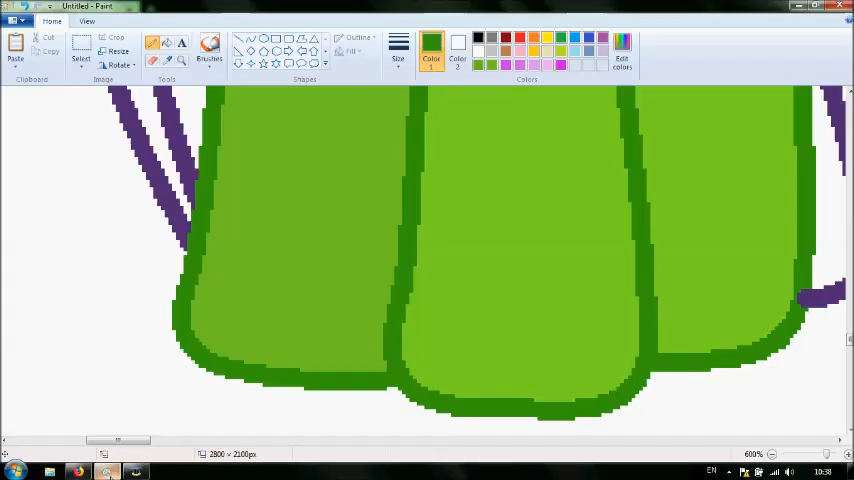 Untitled - Paint
Home View
Cut
Copy
Paste
Crop
Resize
Rotate
Select
A
Brushes
Outline
Fill
Size
Color 1
Color 2
Edit colors
Clipboard Image Tools Shapes Colors
2800 × 2100px
600%
EN
10:38